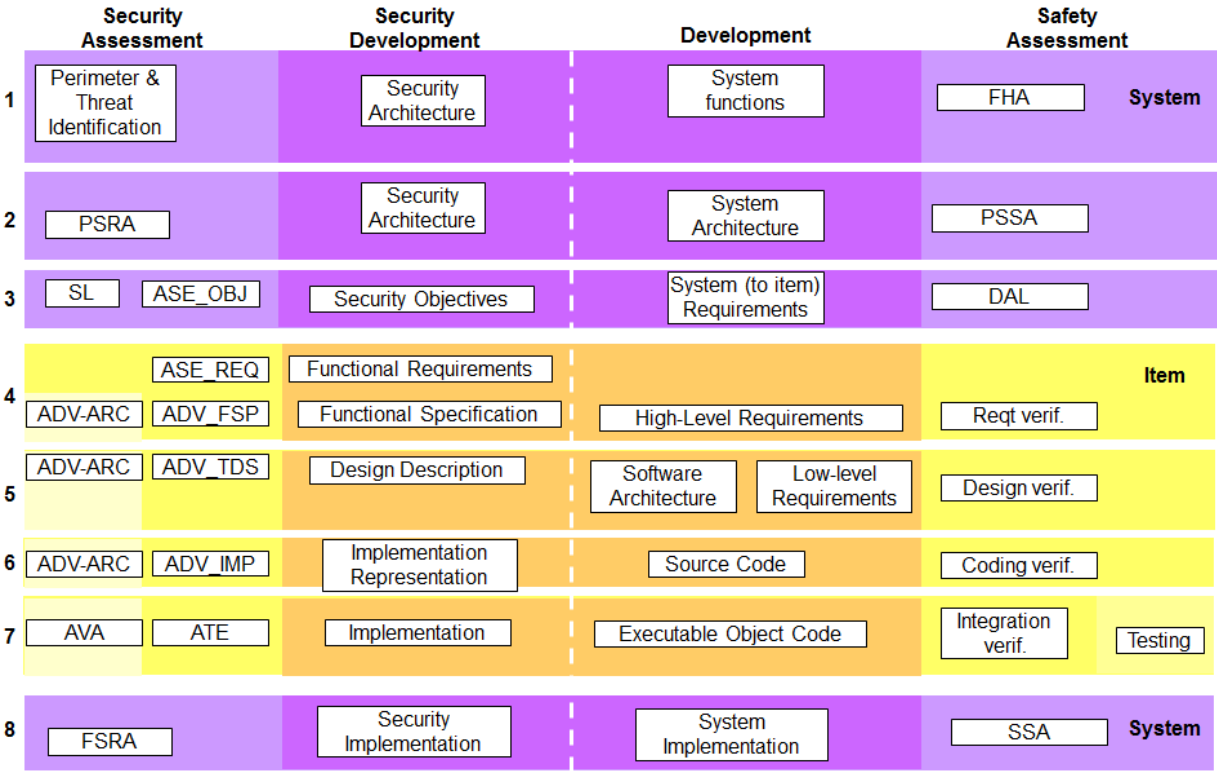 Security
Assessment
Security
Development
Development
Safety
Assessment
1
Perimeter &
Threat
Identification
Security
Architecture
System
functions
FHA
System
2
PSRA
Security
Architecture
System
Architecture
PSSA
3
SL
ASE_OBJ
Security Objectives
System (to item)
Requirements
DAL
4
ASE_REQ
Functional Requirements
Item
ADV-ARC
ADV_FSP
Functional Specification
High-Level Requirements
Reqt verif.
5
ADV-ARC
ADV_TDS
Design Description
Software
Architecture
Low-level
Requirements
Design verif.
6
ADV-ARC
ADV_IMP
Implementation
Representation
Source Code
Coding verif.
7
AVA
ATE
Implementation
Executable Object Code
Integration
verif.
Testing
8
FSRA
Security
Implementation
System
Implementation
SSA
System